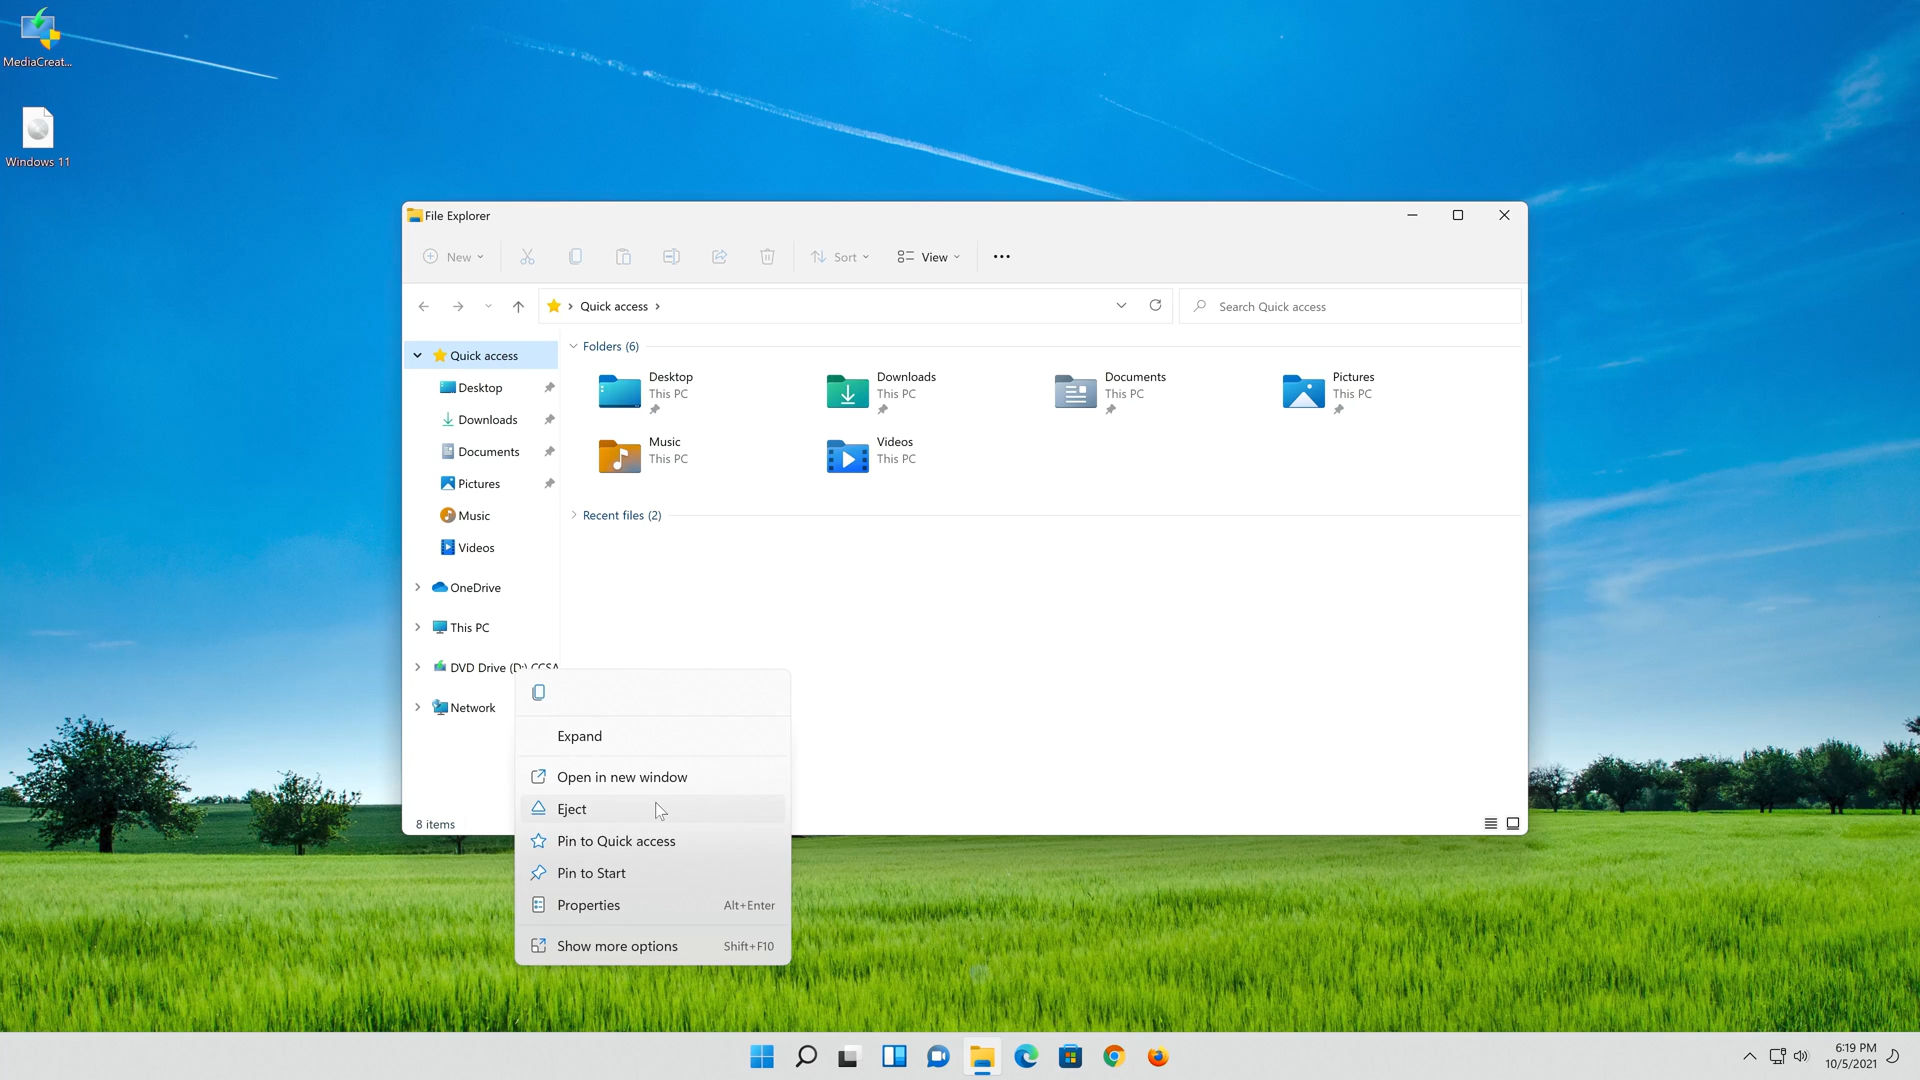 MediaCreat...
Windows 11
File Explorer
New
Sort
View
Quick access
Search Quick access
Quick access
Desktop
Downloads
Documents
Pictures
Music
Videos
OneDrive
This PC
DVD Drive (D:) CCSA
Network
8 items
Folders (6)
Desktop
This PC
Downloads
This PC
Documents
This PC
Pictures
This PC
Music
This PC
Videos
This PC
Recent files (2)
Expand
Open in new window
Eject
Pin to Quick access
Pin to Start
Properties Alt+Enter
Show more options Shift+F10
6:19 PM
10/5/2021